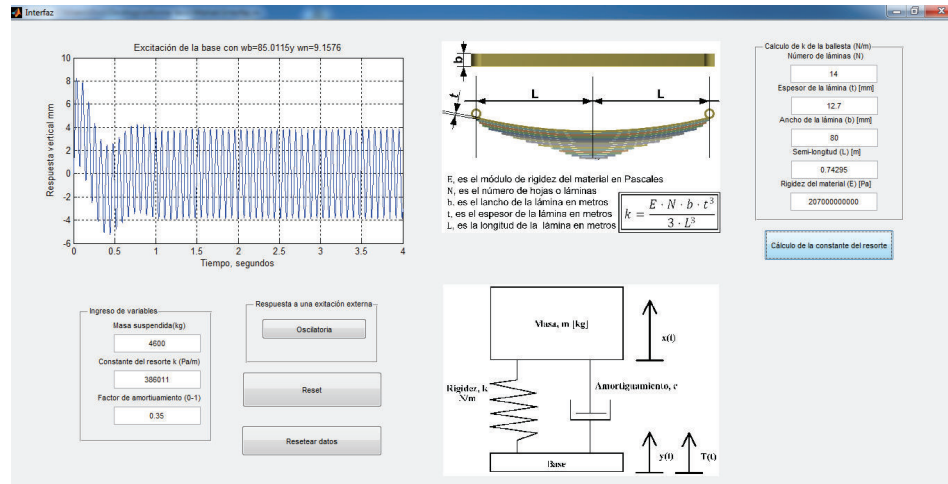 Interfaz
Excitación de la base con wb=85.0115y wn=9.1576
Respuesta vertical mm
10
8
6
4
2
0
-2
-4
-6
0
0.5
1
1.5
2
2.5
3
3.5
4
Tiempo, segundos
b
t
L
L
E, es el módulo de rigidez del material en Pascales
N, es el número de hojas o láminas
b, es el lancho de la lámina en metros
t, es el espesor de la lámina en metros
L, es la longitud de la lámina en metros
k = E · N · b · t³ / 3 · L³
Calculo de k de la ballesta (N/m)
Número de láminas (N)
14
Espesor de la lámina (t) [mm]
12.7
Ancho de la lámina (b) [mm]
80
Semi-longitud (L) [m]
0.74295
Rigidez del material (E) [Pa]
207000000000
Cálculo de la constante del resorte
Ingreso de variables
Masa suspendida(kg)
4600
Constante del resorte k (Pa/m)
386011
Factor de amortiuamiento (0-1)
0.35
Respuesta a una exitación externa
Oscilatoria
Reset
Resetear datos
Masa, m [kg]
x(t)
Rigidez, k
N/m
Amortiguamiento, c
Base
y(t)
T(t)